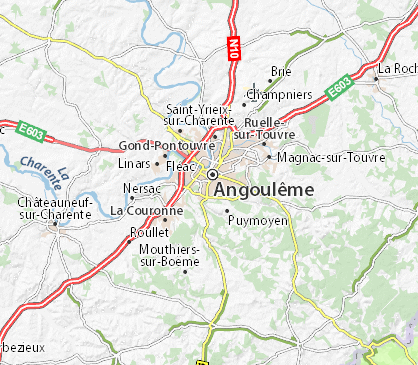 N10
Brie
La Roch
Champniers
E603
Saint-Yrieix-
sur-Charente
Ruelle-
sur-Touvre
E603
Gond-Pontouvre
Linars
Fléac
Magnac-sur-Touvre
La
Charente
Nersac
Angoulême
Châteauneuf-
sur-Charente
La Couronne
Puymoyen
Roullet
Mouthiers-
sur-Boëme
rbezieux